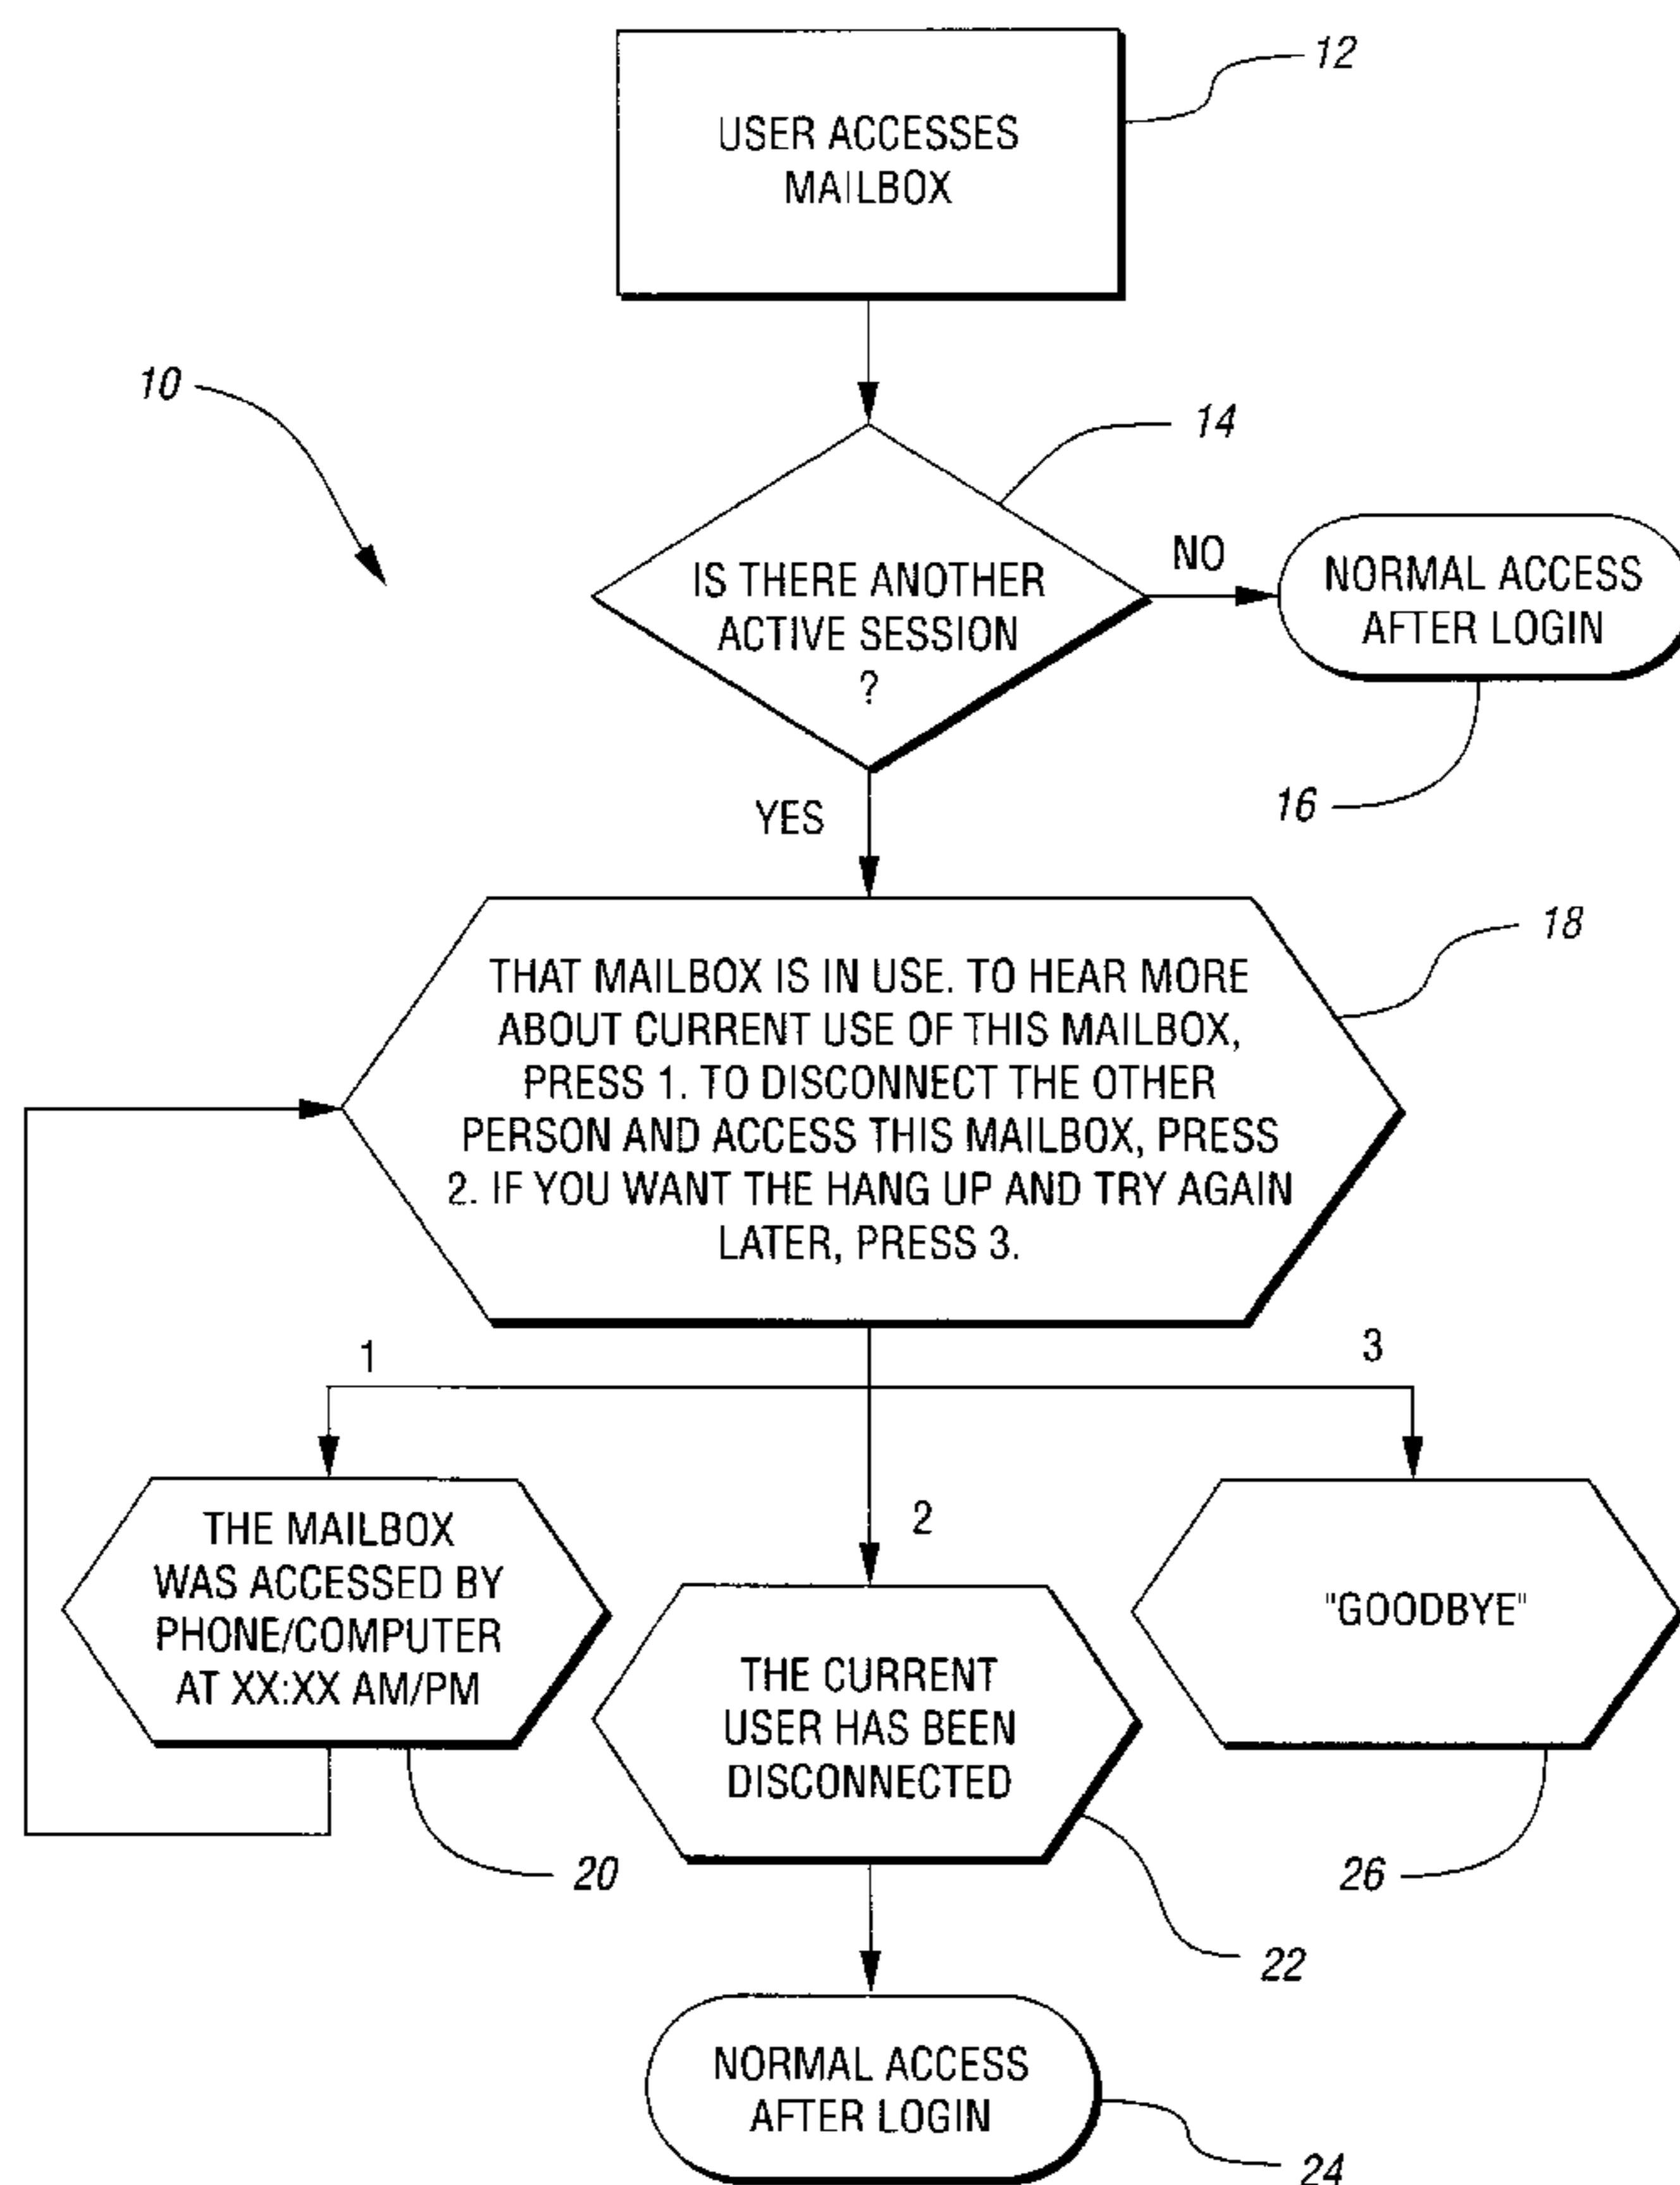 12
USER ACCESSES
MAILBOX
10
14
IS THERE ANOTHER
ACTIVE SESSION
?
NO
NORMAL ACCESS
AFTER LOGIN
16
YES
18
THAT MAILBOX IS IN USE. TO HEAR MORE
ABOUT CURRENT USE OF THIS MAILBOX,
PRESS 1. TO DISCONNECT THE OTHER
PERSON AND ACCESS THIS MAILBOX, PRESS
2. IF YOU WANT THE HANG UP AND TRY AGAIN
LATER, PRESS 3.
1
3
2
THE MAILBOX
WAS ACCESSED BY
PHONE/COMPUTER
AT XX:XX AM/PM
THE CURRENT
USER HAS BEEN
DISCONNECTED
"GOODBYE"
20
26
22
NORMAL ACCESS
AFTER LOGIN
24